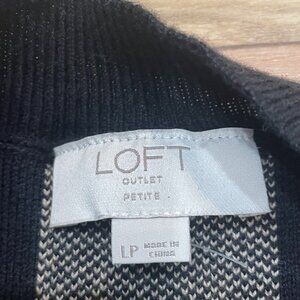 LOFT
OUTLET
PETITE
LP
MADE IN
CHINA